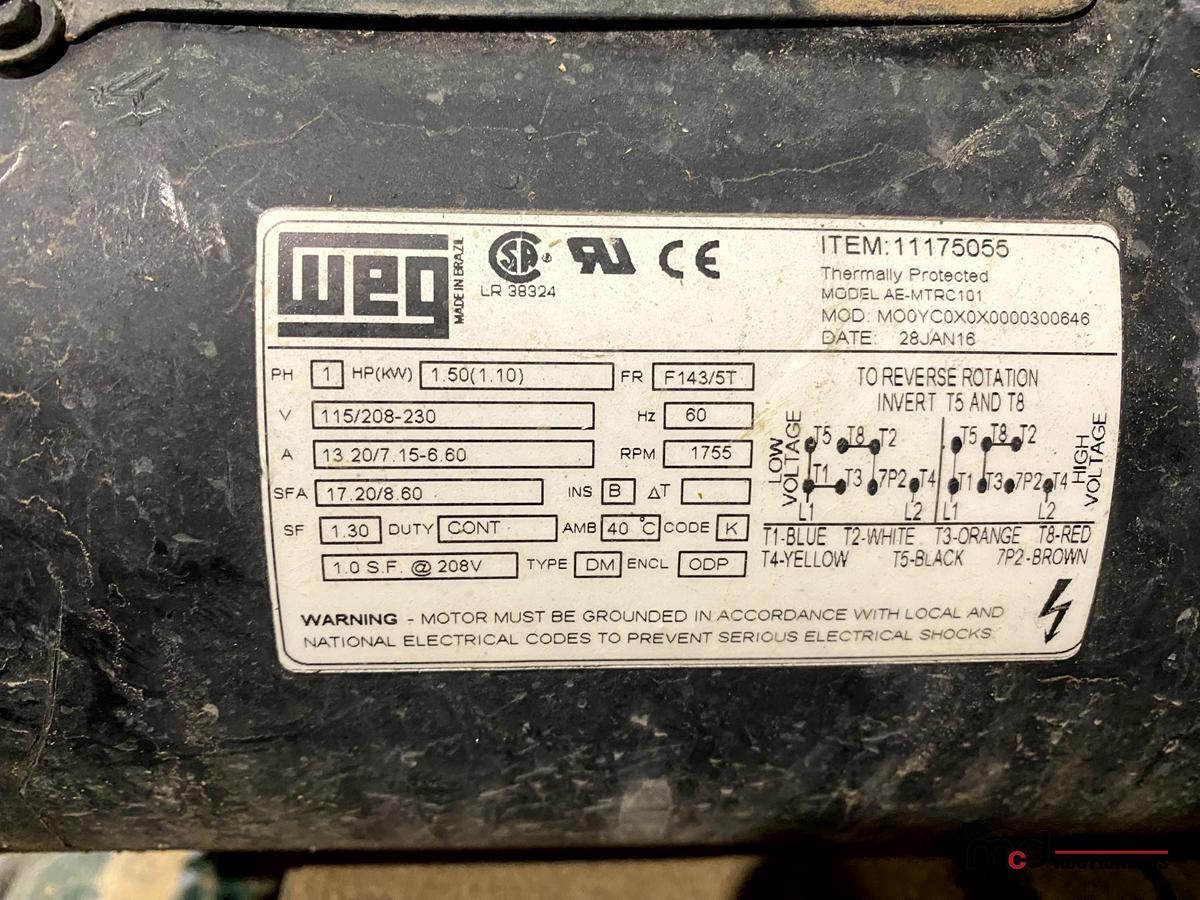 weg
MADE IN BRAZIL
SA ®
LR 38324
RU CE
ITEM:11175055
Thermally Protected
MODEL AE-MTRC101
MOD: MO0YC0X0X0000300646
DATE: 28JAN16
PH 1 HP(KW) 1.50(1.10) FR F143/5T
V 115/208-230 Hz 60
A 13.20/7.15-6.60 RPM 1755
SFA 17.20/8.60 INS B ΔT
SF 1.30 DUTY CONT AMB 40 °C CODE K
1.0 S.F. @ 208V TYPE DM ENCL ODP
TO REVERSE ROTATION
INVERT T5 AND T8
LOW VOLTAGE
T5 T8 T2
T1 T3 7P2 T4
L1 L2
T5 T8 T2
T1 T3 7P2 T4
L1 L2
HIGH VOLTAGE
T1-BLUE T2-WHITE T3-ORANGE T8-RED
T4-YELLOW T5-BLACK 7P2-BROWN
WARNING - MOTOR MUST BE GROUNDED IN ACCORDANCE WITH LOCAL AND
NATIONAL ELECTRICAL CODES TO PREVENT SERIOUS ELECTRICAL SHOCKS.
mcd